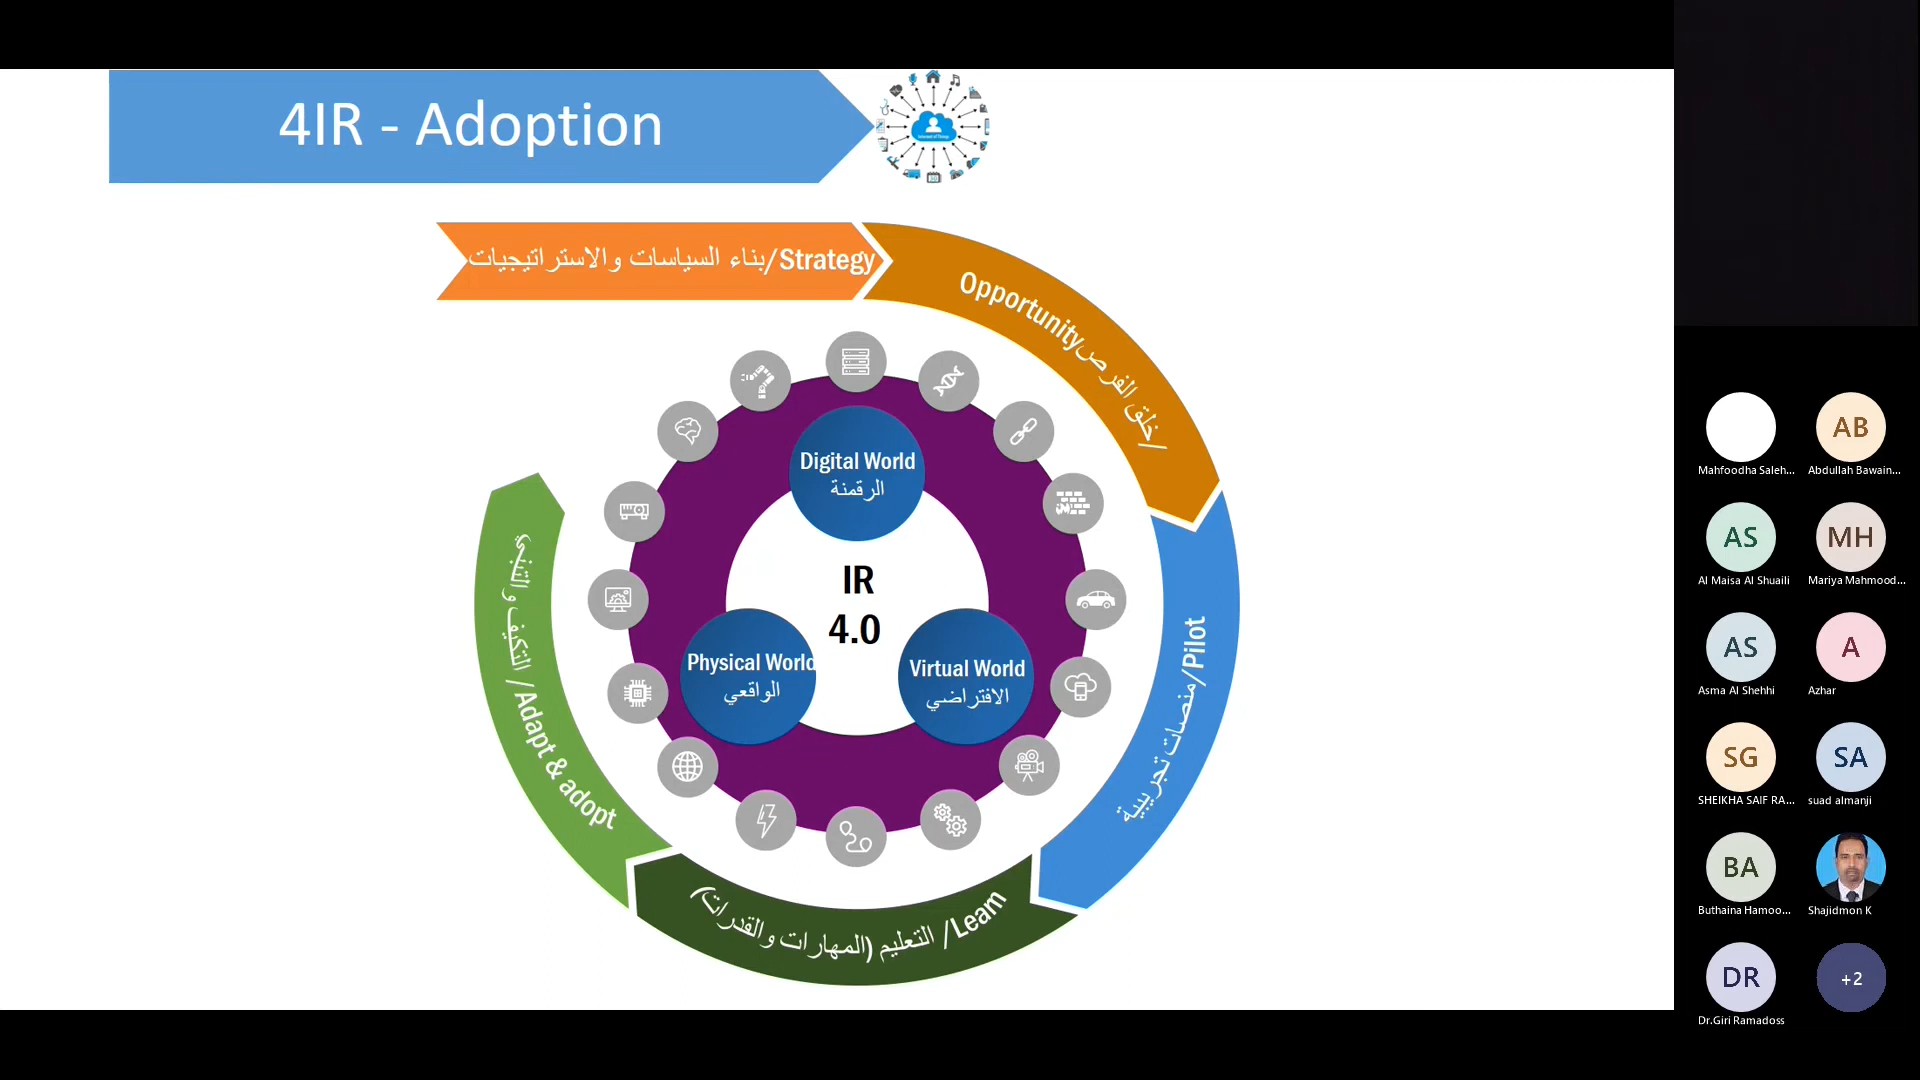 4IR - Adoption
Strategy/بناء السياسات والاستراتيجيات
Opportunity/خلق الفرص
Pilot/منصات تجريبية
Learn/ التعليم (المهارات والقدرات)
Adapt & adopt/ التكيف والتبني
Digital World
الرقمنة
IR
4.0
Physical World
الواقعي
Virtual World
الافتراضي
AB
Mahfoodha Saleh...
Abdullah Bawain...
AS
MH
Al Maisa Al Shuaili
Mariya Mahmood...
AS
A
Asma Al Shehhi
Azhar
SG
SA
SHEIKHA SAIF RA...
suad almanji
BA
Buthaina Hamoo...
Shajidmon K
DR
+2
Dr.Giri Ramadoss